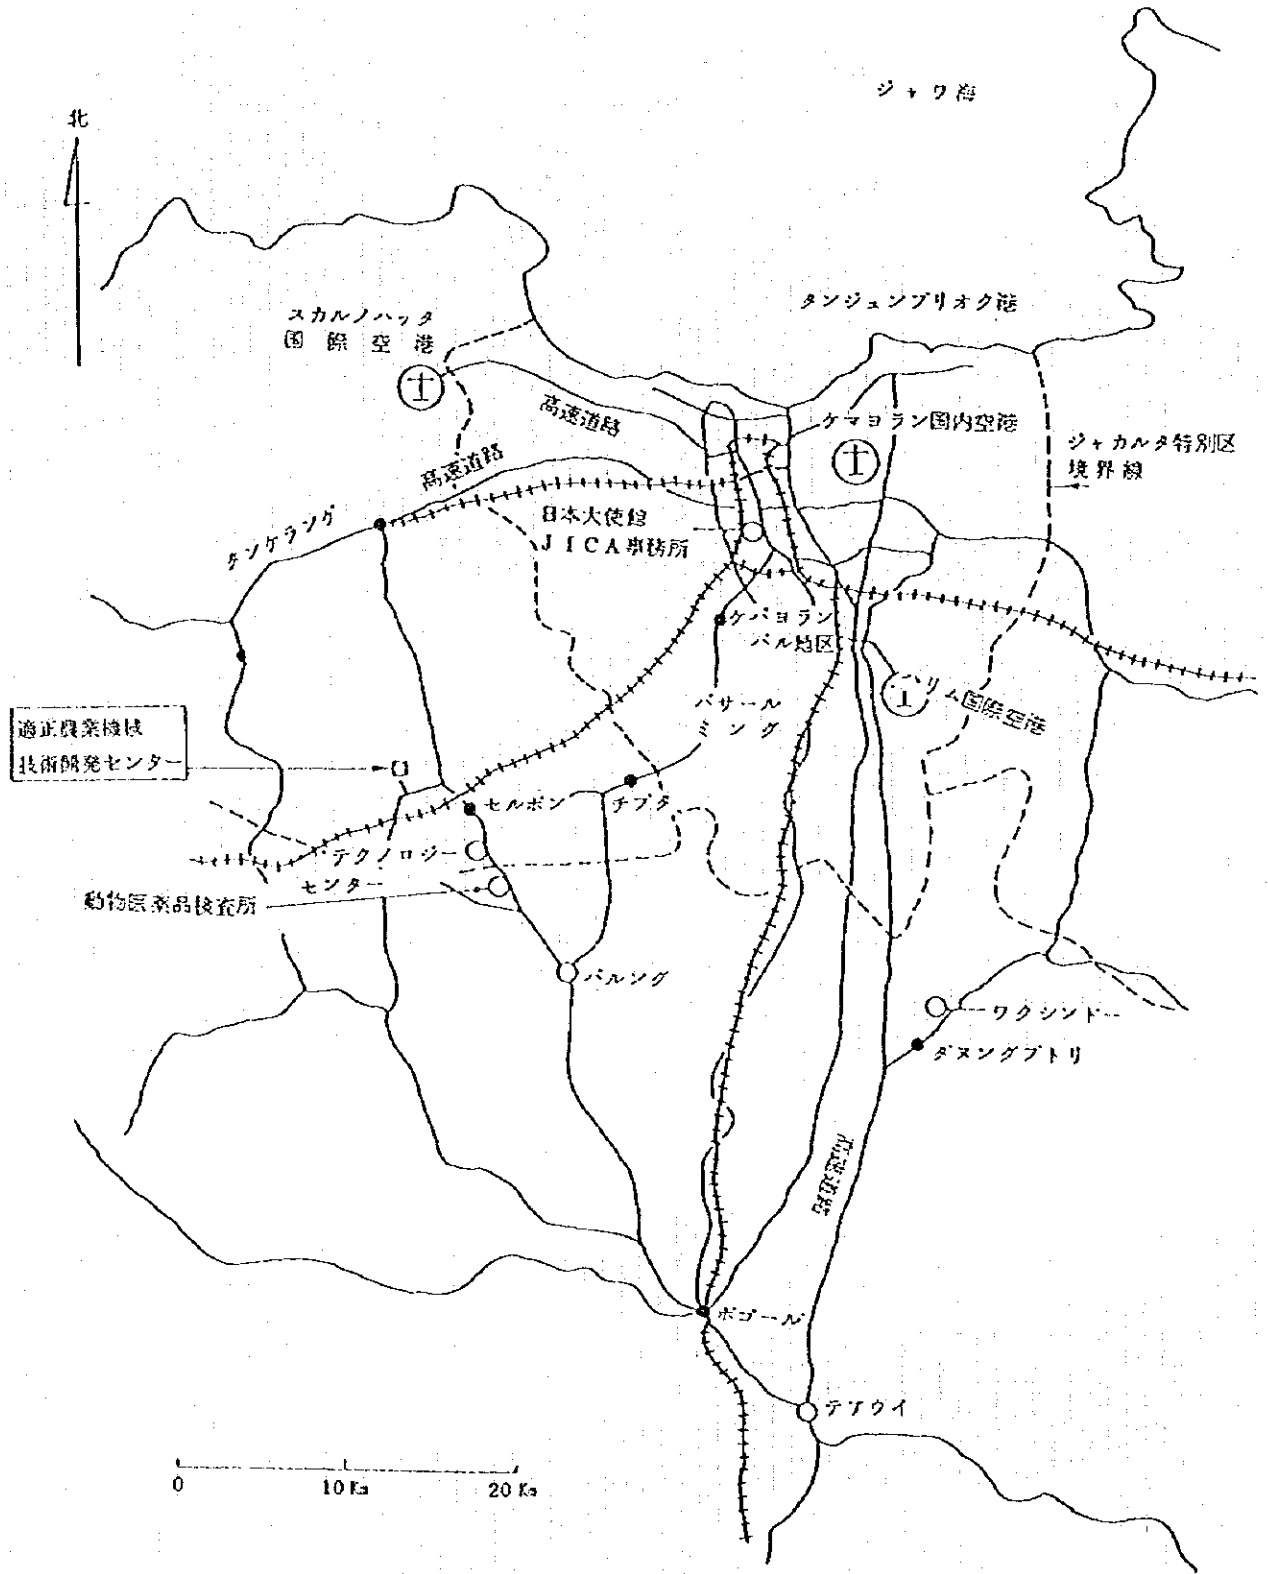 ジャワ海
北
タンジュンプリオク港
スカルノハッタ
国際空港
高速道路
ケマヨラン国内空港
ジャカルタ特別区
境界線
高速道路
日本大使館
JICA事務所
タンケラング
ケバヨラン
バル地区
ハリム国際空港
パサール
ミング
適正農業機械
技術開発センター
セルポン
チプタ
テクノロジー
センター
動物医薬品検査所
パルング
ワクシンドー
ダヌングプトリ
高速道路
ボゴール
テアウイ
0
10 Km
20 Km